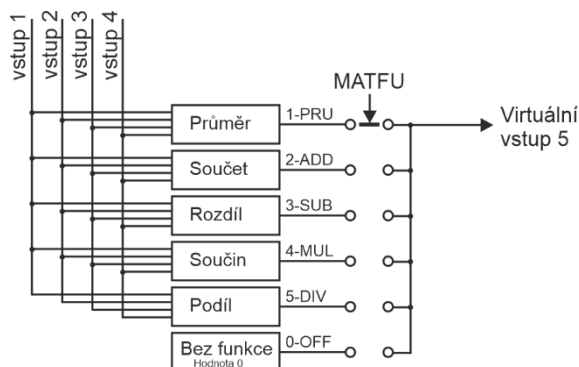 vstup 1
vstup 2
vstup 3
vstup 4
MATFU
Průměr
1-PRU
Virtuální
vstup 5
Součet
2-ADD
Rozdíl
3-SUB
Součin
4-MUL
Podíl
5-DIV
Bez funkce
Hodnota 0
0-OFF